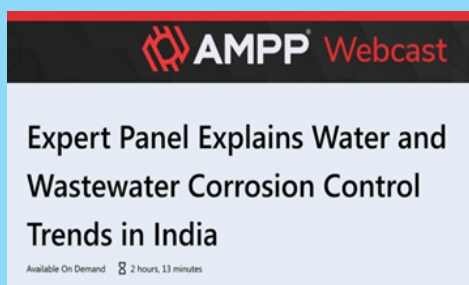 AMPP® Webcast
Expert Panel Explains Water and
Wastewater Corrosion Control
Trends in India
Available On Demand 2 hours, 13 minutes